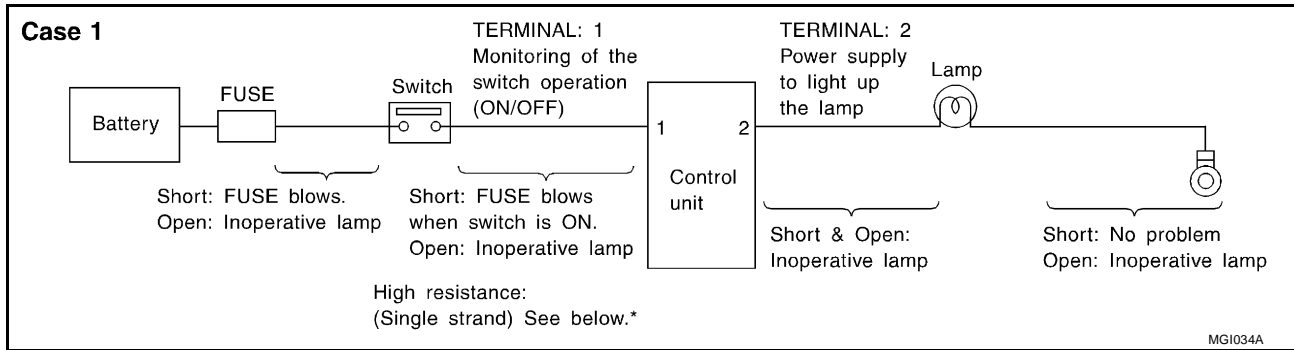 Case 1
TERMINAL: 1
Monitoring of the
switch operation
(ON/OFF)
TERMINAL: 2
Power supply
to light up
the lamp
Lamp
FUSE
Switch
Battery
1
2
Control
unit
Short: FUSE blows.
Open: Inoperative lamp
Short: FUSE blows
when switch is ON.
Open: Inoperative lamp
High resistance:
(Single strand) See below.*
Short & Open:
Inoperative lamp
Short: No problem
Open: Inoperative lamp
MGI034A